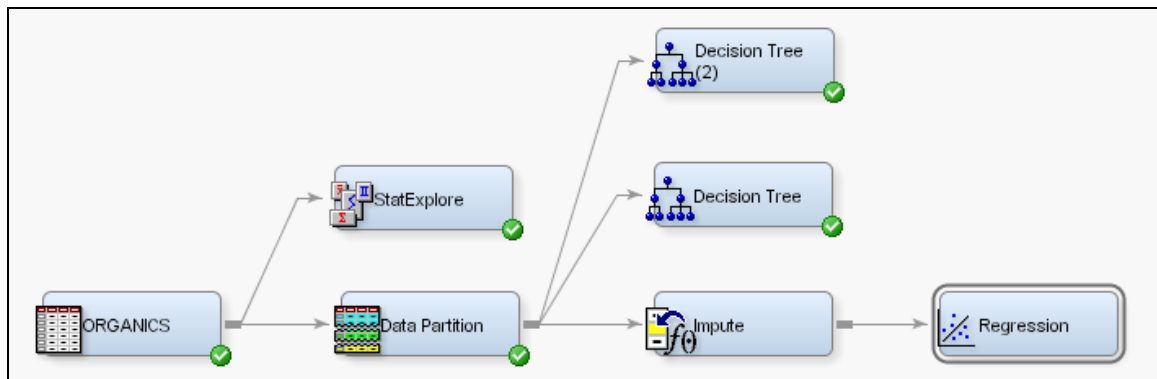 Decision Tree
(2)
StatExplore
Decision Tree
ORGANICS
Data Partition
Impute
Regression